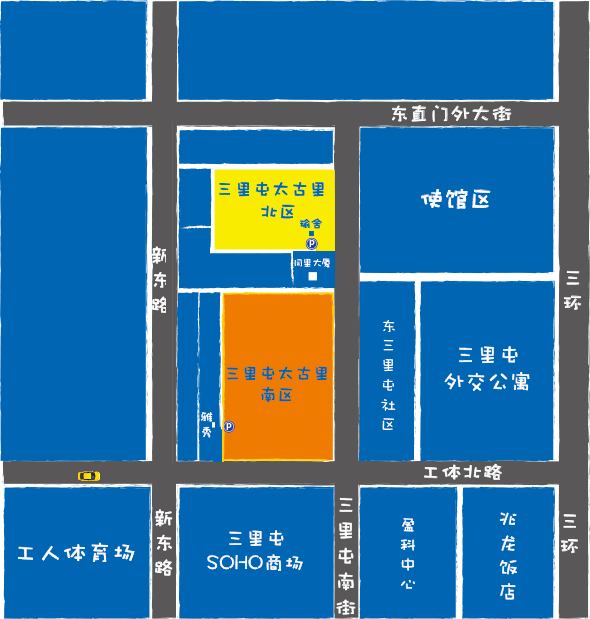 东直门外大街
三里屯太古里
北区
瑜舍
P
同里大厦
使馆区
新东路
三环
三里屯太古里
南区
雅秀
P
东三里屯社区
三里屯
外交公寓
工体北路
工人体育场
新东路
三里屯
SOHO商场
三里屯南街
盈科中心
兆龙饭店
三环